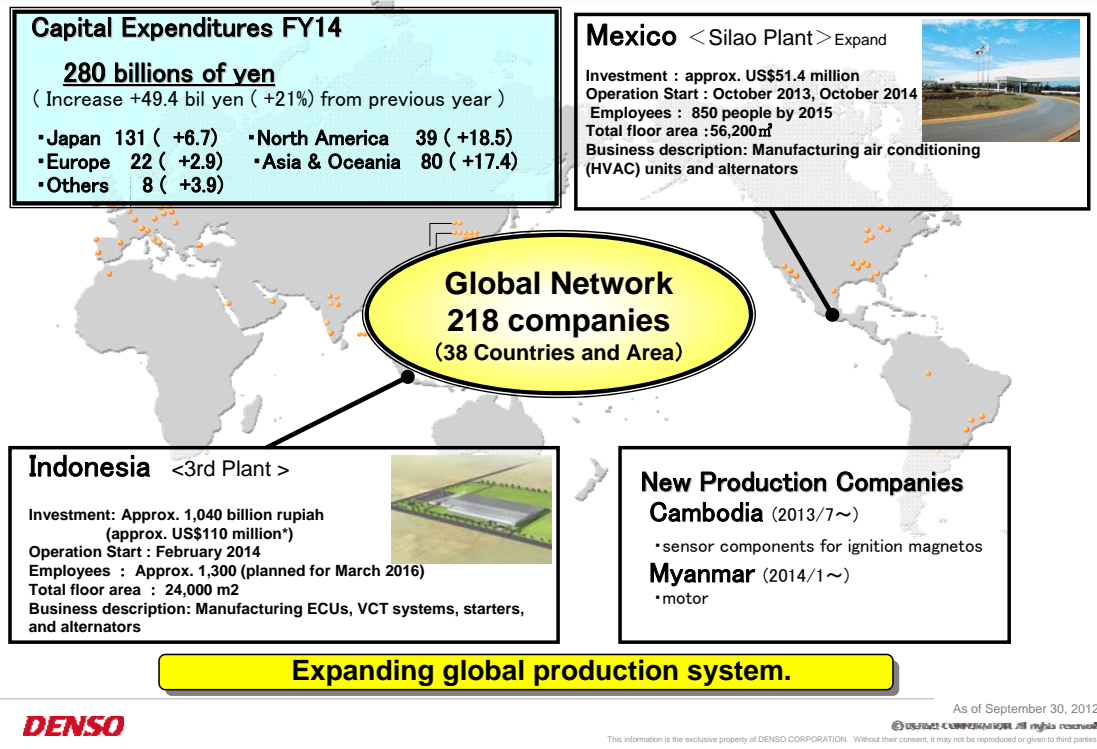 Capital Expenditures FY14
280 billions of yen
( Increase +49.4 bil yen ( +21%) from previous year )
・Japan 131 ( +6.7) ・North America 39 ( +18.5)
・Europe 22 ( +2.9) ・Asia & Oceania 80 ( +17.4)
・Others 8 ( +3.9)
Mexico ＜Silao Plant＞Expand
Investment : approx. US$51.4 million
Operation Start : October 2013, October 2014
Employees : 850 people by 2015
Total floor area :56,200㎡
Business description: Manufacturing air conditioning
(HVAC) units and alternators
Global Network
218 companies
(38 Countries and Area)
Indonesia <3rd Plant >
Investment: Approx. 1,040 billion rupiah
(approx. US$110 million*)
Operation Start : February 2014
Employees : Approx. 1,300 (planned for March 2016)
Total floor area : 24,000 m2
Business description: Manufacturing ECUs, VCT systems, starters,
and alternators
New Production Companies
Cambodia (2013/7～)
・sensor components for ignition magnetos
Myanmar (2014/1～)
・motor
Expanding global production system.
DENSO
As of September 30, 2012
© DENSO CORPORATION. All rights reserved
This information is the exclusive property of DENSO CORPORATION. Without their consent, it may not be reproduced or given to third parties